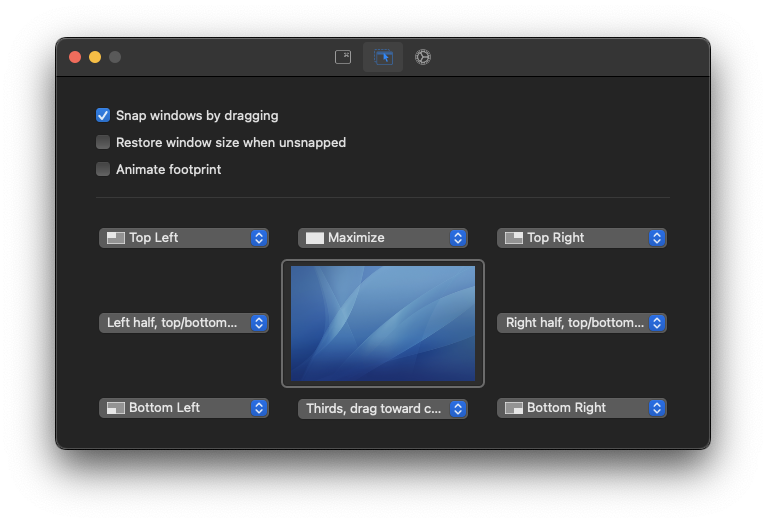 Snap windows by dragging
Restore window size when unsnapped
Animate footprint
Top Left
Maximize
Top Right
Left half, top/bottom...
Right half, top/bottom...
Bottom Left
Thirds, drag toward c...
Bottom Right